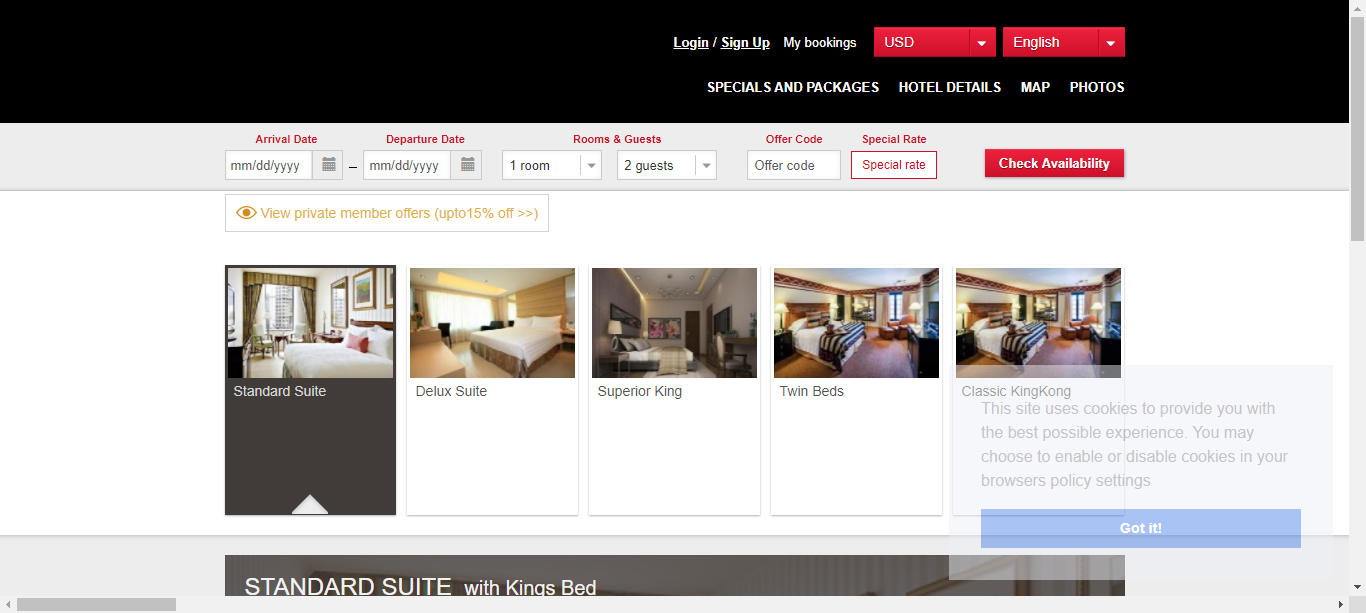 Login / Sign Up My bookings USD English
SPECIALS AND PACKAGES HOTEL DETAILS MAP PHOTOS
Arrival Date Departure Date Rooms & Guests Offer Code Special Rate
mm/dd/yyyy – mm/dd/yyyy 1 room 2 guests Offer code Special rate Check Availability
View private member offers (upto15% off >>)
Standard Suite Delux Suite Superior King Twin Beds Classic KingKong
This site uses cookies to provide you with
the best possible experience. You may
choose to enable or disable cookies in your
browsers policy settings
Got it!
STANDARD SUITE with Kings Bed